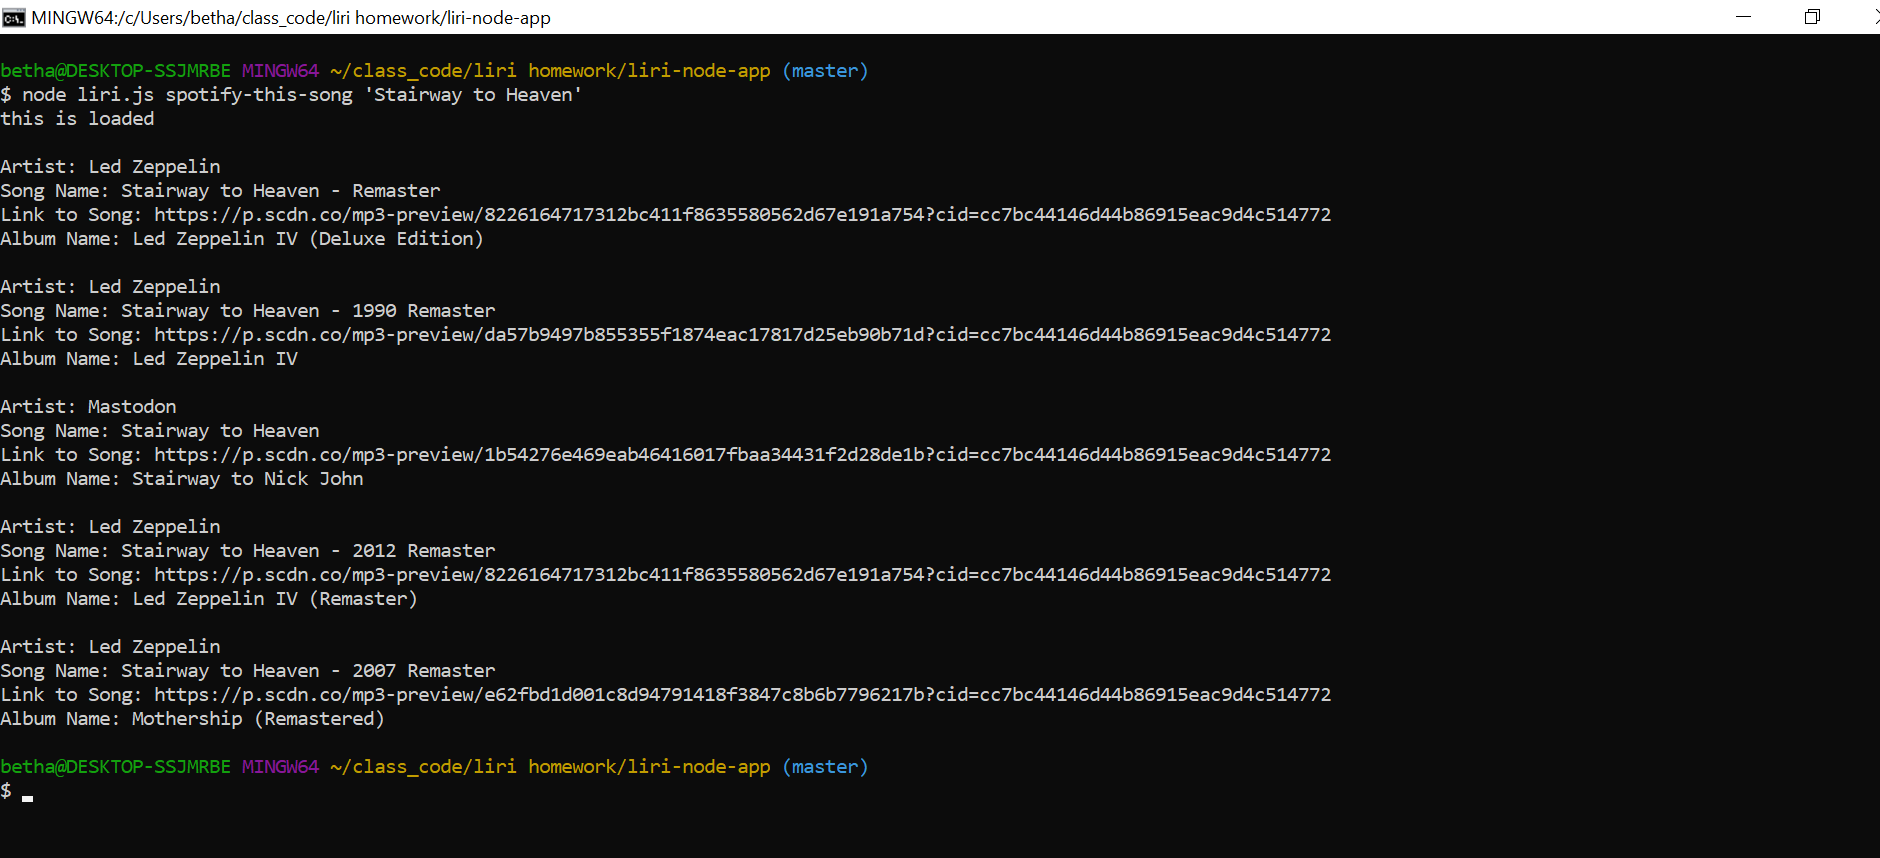 MINGW64:/c/Users/betha/class_code/liri homework/liri-node-app
betha@DESKTOP-SSJMRBE MINGW64 ~/class_code/liri homework/liri-node-app (master)
$ node liri.js spotify-this-song 'Stairway to Heaven'
this is loaded
Artist: Led Zeppelin
Song Name: Stairway to Heaven - Remaster
Link to Song: https://p.scdn.co/mp3-preview/8226164717312bc411f8635580562d67e191a754?cid=cc7bc44146d44b86915eac9d4c514772
Album Name: Led Zeppelin IV (Deluxe Edition)
Artist: Led Zeppelin
Song Name: Stairway to Heaven - 1990 Remaster
Link to Song: https://p.scdn.co/mp3-preview/da57b9497b855355f1874eac17817d25eb90b71d?cid=cc7bc44146d44b86915eac9d4c514772
Album Name: Led Zeppelin IV
Artist: Mastodon
Song Name: Stairway to Heaven
Link to Song: https://p.scdn.co/mp3-preview/1b54276e469eab46416017fbaa34431f2d28de1b?cid=cc7bc44146d44b86915eac9d4c514772
Album Name: Stairway to Nick John
Artist: Led Zeppelin
Song Name: Stairway to Heaven - 2012 Remaster
Link to Song: https://p.scdn.co/mp3-preview/8226164717312bc411f8635580562d67e191a754?cid=cc7bc44146d44b86915eac9d4c514772
Album Name: Led Zeppelin IV (Remaster)
Artist: Led Zeppelin
Song Name: Stairway to Heaven - 2007 Remaster
Link to Song: https://p.scdn.co/mp3-preview/e62fbd1d001c8d94791418f3847c8b6b7796217b?cid=cc7bc44146d44b86915eac9d4c514772
Album Name: Mothership (Remastered)
betha@DESKTOP-SSJMRBE MINGW64 ~/class_code/liri homework/liri-node-app (master)
$